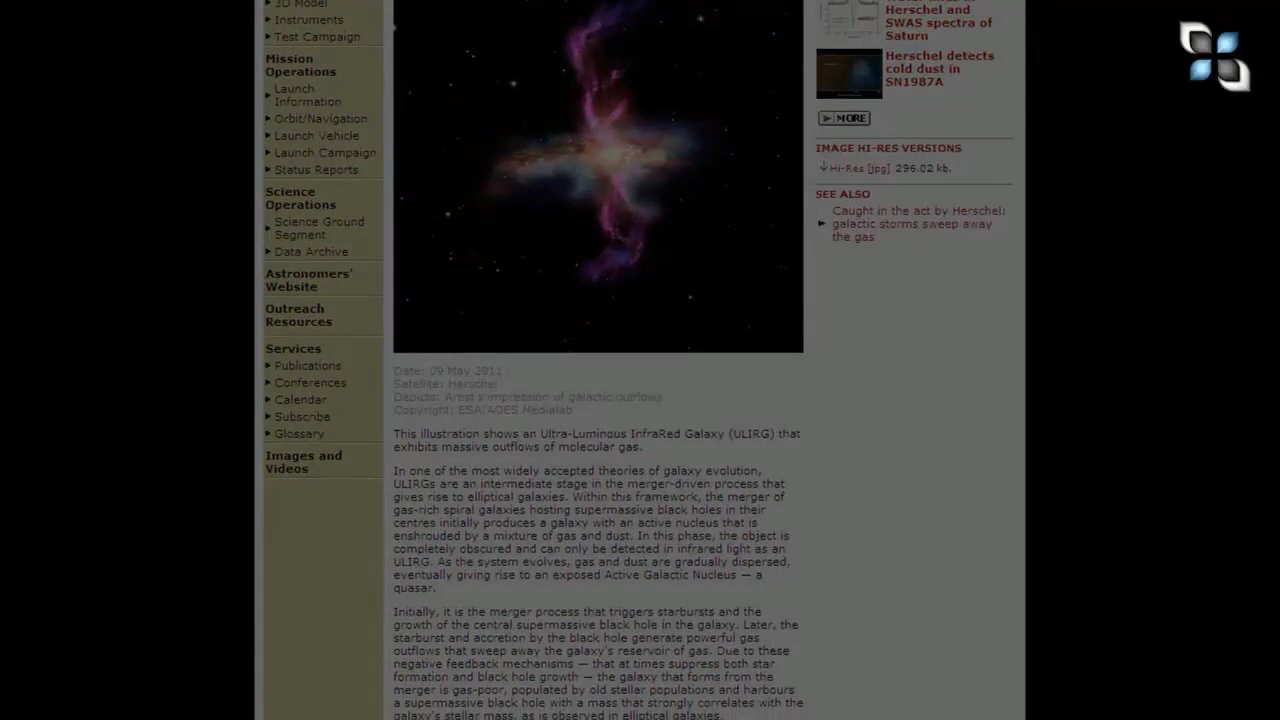 3D Model
Instruments
Test Campaign
Mission
Operations
Launch
Information
Orbit/Navigation
Launch Vehicle
Launch Campaign
Status Reports
Science
Operations
Science Ground
Segment
Data Archive
Astronomers'
Website
Outreach
Resources
Services
Publications
Conferences
Calendar
Subscribe
Glossary
Images and
Videos
Date: 09 May 2011
Satellite: Herschel
Depicts: Artist's impression of galactic outflows
Copyright: ESA/AOES Medialab
This illustration shows an Ultra-Luminous InfraRed Galaxy (ULIRG) that
exhibits massive outflows of molecular gas.
In one of the most widely accepted theories of galaxy evolution,
ULIRGs are an intermediate stage in the merger-driven process that
gives rise to elliptical galaxies. Within this framework, the merger of
gas-rich spiral galaxies hosting supermassive black holes in their
centres initially produces a galaxy with an active nucleus that is
enshrouded by a mixture of gas and dust. In this phase, the object is
completely obscured and can only be detected in infrared light as an
ULIRG. As the system evolves, gas and dust are gradually dispersed,
eventually giving rise to an exposed Active Galactic Nucleus — a
quasar.
Initially, it is the merger process that triggers starbursts and the
growth of the central supermassive black hole in the galaxy. Later, the
starburst and accretion by the black hole generate powerful gas
outflows that sweep away the galaxy's reservoir of gas. Due to these
negative feedback mechanisms — that at times suppress both star
formation and black hole growth — the galaxy that forms from the
merger is gas-poor, populated by old stellar populations and harbours
a supermassive black hole with a mass that strongly correlates with the
galaxy's stellar mass, as is observed in elliptical galaxies.
Herschel and
SWAS spectra of
Saturn
Herschel detects
cold dust in
SN1987A
MORE
IMAGE HI-RES VERSIONS
Hi-Res [jpg] 296.02 kb.
SEE ALSO
Caught in the act by Herschel:
galactic storms sweep away
the gas